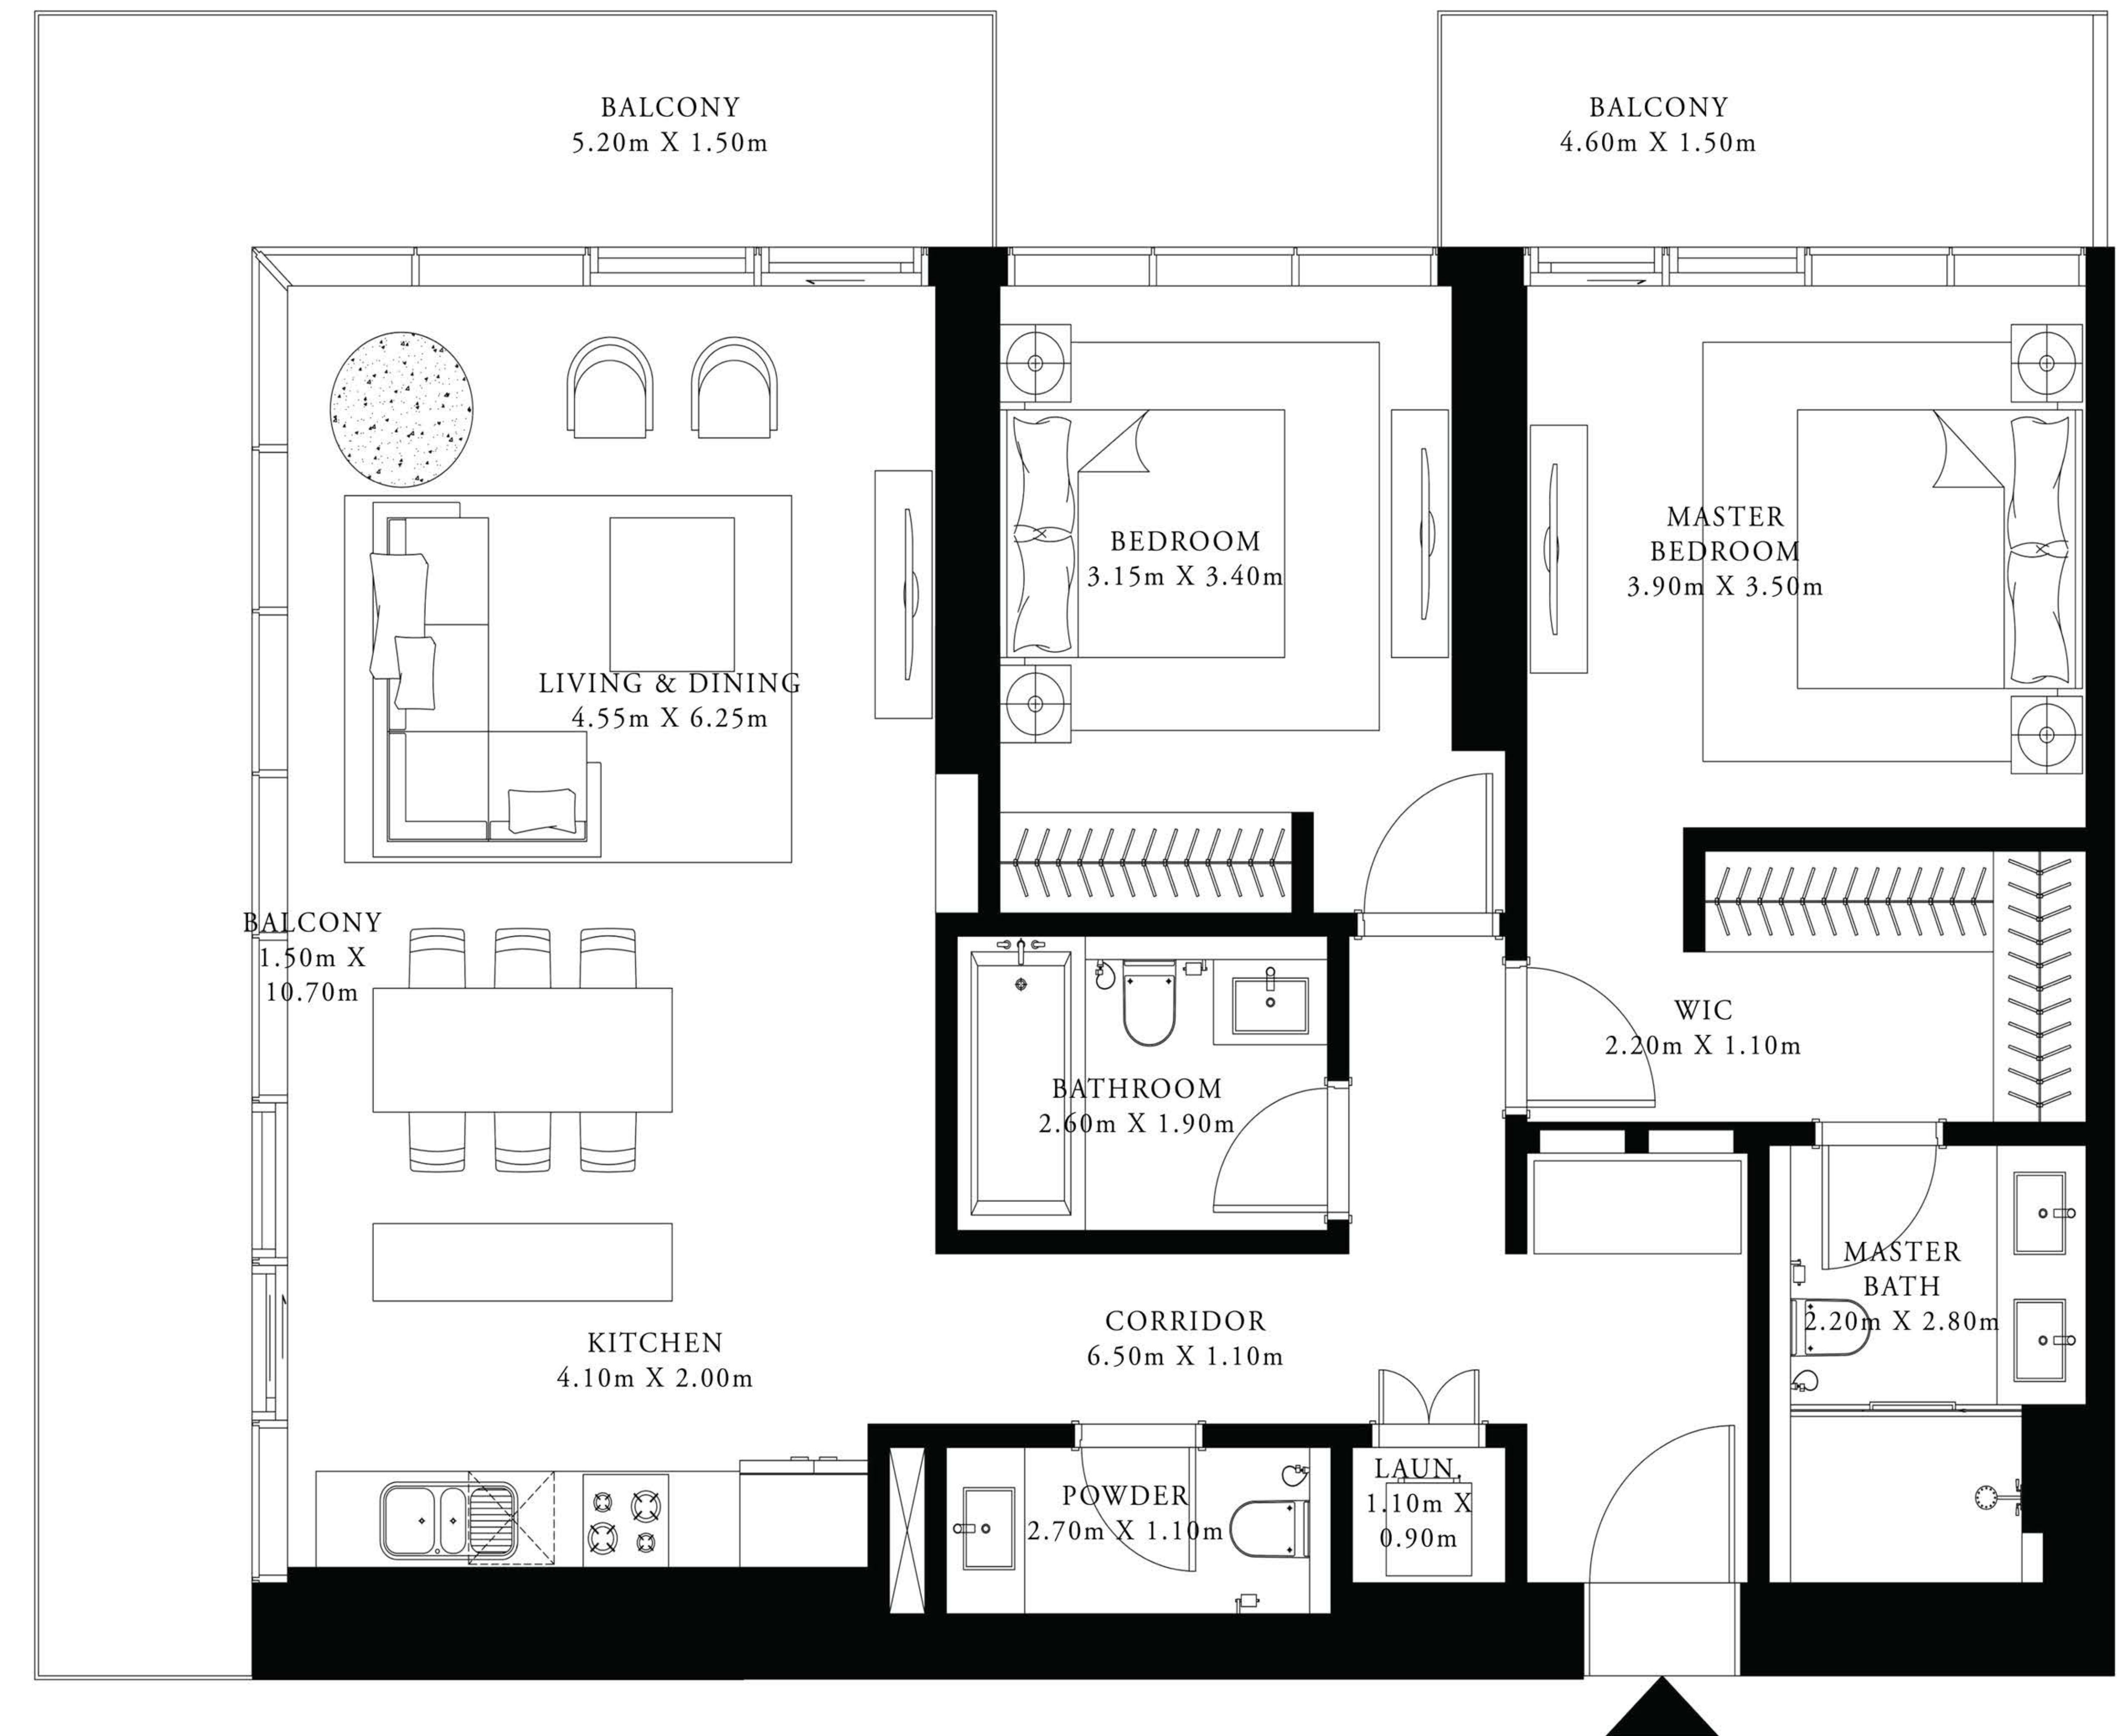 BALCONY
5.20m X 1.50m
BALCONY
4.60m X 1.50m
BEDROOM
3.15m X 3.40m
MASTER
BEDROOM
3.90m X 3.50m
LIVING & DINING
4.55m X 6.25m
BALCONY
1.50m X
10.70m
WIC
2.20m X 1.10m
BATHROOM
2.60m X 1.90m
MASTER
BATH
2.20m X 2.80m
KITCHEN
4.10m X 2.00m
CORRIDOR
6.50m X 1.10m
POWDER
2.70m X 1.10m
LAUN.
1.10m X
0.90m